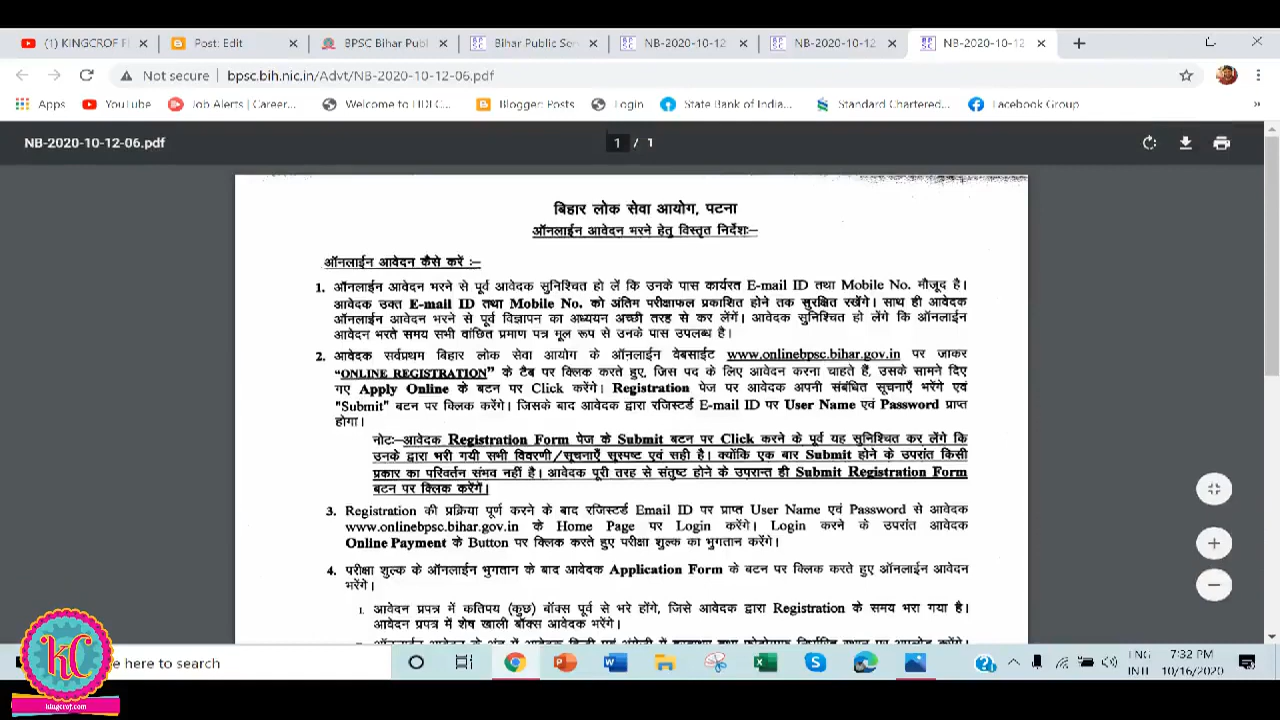 (1) KINGCROF F
Post: Edit
BPSC Bihar Publ
Bihar Public Ser
NB-2020-10-12
NB-2020-10-12
NB-2020-10-12
Not secure
bpsc.bih.nic.in/Advt/NB-2020-10-12-06.pdf
Apps
YouTube
Job Alerts | Career...
Welcome to HDFC...
Blogger: Posts
Login
State Bank of India...
Standard Chartered...
Facebook Group
»
NB-2020-10-12-06.pdf
1 / 1
बिहार लोक सेवा आयोग, पटना
ऑनलाईन आवेदन भरने हेतु विस्तृत निर्देशः–
ऑनलाईन आवेदन कैसे करें :–
1. ऑनलाईन आवेदन भरने से पूर्व आवेदक सुनिश्चित हो लें कि उनके पास कार्यरत E-mail ID तथा Mobile No. मौजूद है।
आवेदक उक्त E-mail ID तथा Mobile No. को अंतिम परीक्षाफल प्रकाशित होने तक सुरक्षित रखेंगे। साथ ही आवेदक
ऑनलाईन आवेदन भरने से पूर्व विज्ञापन का अध्ययन अच्छी तरह से कर लेंगें। आवेदक सुनिश्चित हो लेंगे कि ऑनलाईन
आवेदन भरते समय सभी वांछित प्रमाण पत्र मूल रूप से उनके पास उपलब्ध है।
2. आवेदक सर्वप्रथम बिहार लोक सेवा आयोग के ऑनलाईन वेबसाईट www.onlinebpsc.bihar.gov.in पर जाकर
“ONLINE REGISTRATION” के टैब पर क्लिक करते हुए, जिस पद के लिए आवेदन करना चाहते हैं, उसके सामने दिए
गए Apply Online के बटन पर Click करेंगे। Registration पेज पर आवेदक अपनी संबंधित सूचनाएँ भरेंगे एवं
"Submit" बटन पर क्लिक करेंगे। जिसके बाद आवेदक द्वारा रजिस्टर्ड E-mail ID पर User Name एवं Password प्राप्त
होगा।
नोटः–आवेदक Registration Form पेज के Submit बटन पर Click करने के पूर्व यह सुनिश्चित कर लेंगे कि
उनके द्वारा भरी गयी सभी विवरणी/सूचनाएँ सुस्पष्ट एवं सही है। क्योंकि एक बार Submit होने के उपरांत किसी
प्रकार का परिवर्तन संभव नहीं है। आवेदक पूरी तरह से संतुष्ट होने के उपरान्त ही Submit Registration Form
बटन पर क्लिक करेंगें।
3. Registration की प्रक्रिया पूर्ण करने के बाद रजिस्टर्ड Email ID पर प्राप्त User Name एवं Password से आवेदक
www.onlinebpsc.bihar.gov.in के Home Page पर Login करेंगे। Login करने के उपरांत आवेदक
Online Payment के Button पर क्लिक करते हुए परीक्षा शुल्क का भुगतान करेंगे।
4. परीक्षा शुल्क के ऑनलाईन भुगतान के बाद आवेदक Application Form के बटन पर क्लिक करते हुए ऑनलाईन आवेदन
भरेंगे।
I. आवेदन प्रपत्र में कतिपय (कुछ) बॉक्स पूर्व से भरे होंगे, जिसे आवेदक द्वारा Registration के समय भरा गया है।
आवेदन प्रपत्र में शेष खाली बॉक्स आवेदक भरेंगे।
here to search
ENG
7:32 PM
INTL
10/16/2020
KC
kingcrof.com